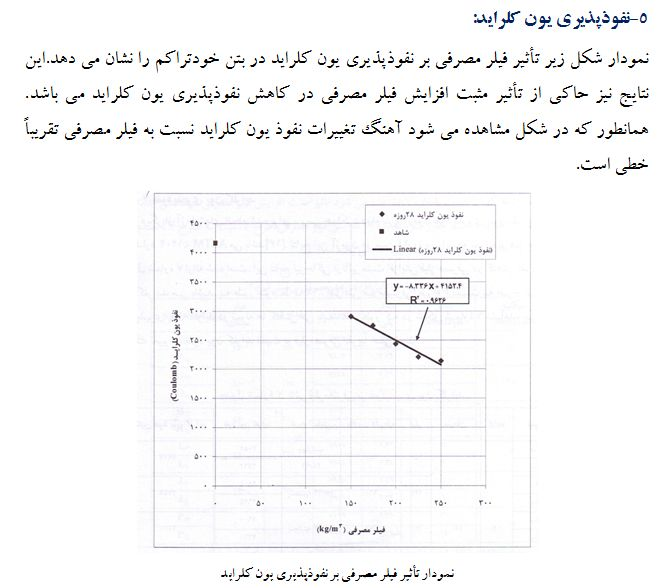 ۵-نفوذپذیری یون کلراید:
نمودار شکل زیر تأثیر فیلر مصرفی بر نفوذپذیری یون کلراید در بتن خودتراکم را نشان می دهد.این
نتایج نیز حاکی از تأثیر مثبت افزایش فیلر مصرفی در کاهش نفوذپذیری یون کلراید می باشد.
همانطور که در شکل مشاهده می شود آهنگ تغییرات نفوذ یون کلراید نسبت به فیلر مصرفی تقریباً
خطی است.
نفوذ یون کلراید ۲۸روزه
شاهد
Linear (نفوذ یون کلراید ۲۸روزه)
y=-۸.۳۳۶x+۴۱۵۲.۴
R²=۰.۹۶۲۶
نفوذ یون کلراید (Coulomb)
۴۵۰۰
۴۰۰۰
۳۵۰۰
۳۰۰۰
۲۵۰۰
۲۰۰۰
۱۵۰۰
۱۰۰۰
۵۰۰
۰
۰ ۵۰ ۱۰۰ ۱۵۰ ۲۰۰ ۲۵۰ ۳۰۰
فیلر مصرفی (kg/m³)
نمودار تأثیر فیلر مصرفی بر نفوذپذیری یون کلراید